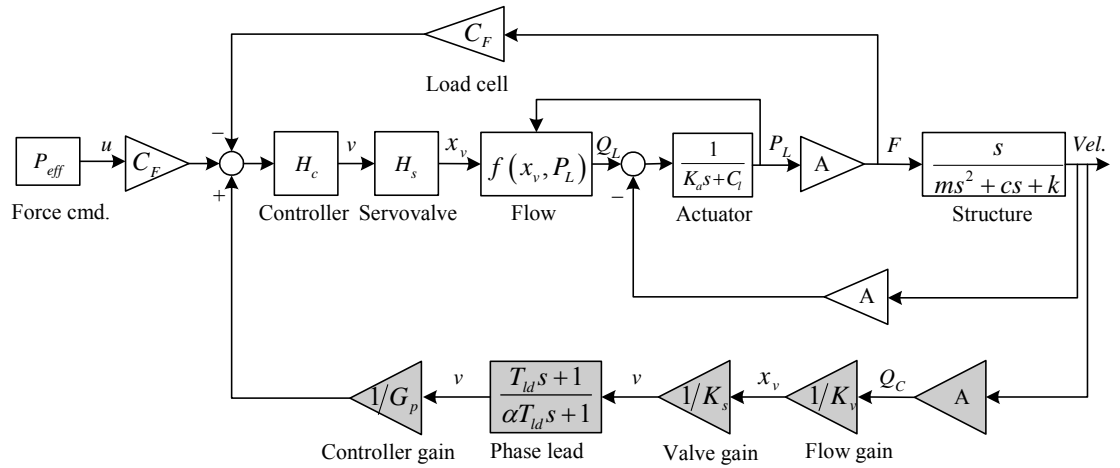 C_F
Load cell
−
P_eff
u
C_F
H_c
v
H_s
x_v
f(x_v, P_L)
Q_L
1
K_a s + C_l
P_L
A
F
s
ms² + cs + k
Vel.
+
−
Force cmd.
Controller
Servovalve
Flow
Actuator
Structure
A
1/G_p
v
T_ld s + 1
αT_ld s + 1
v
1/K_s
x_v
1/K_v
Q_C
A
Controller gain
Phase lead
Valve gain
Flow gain